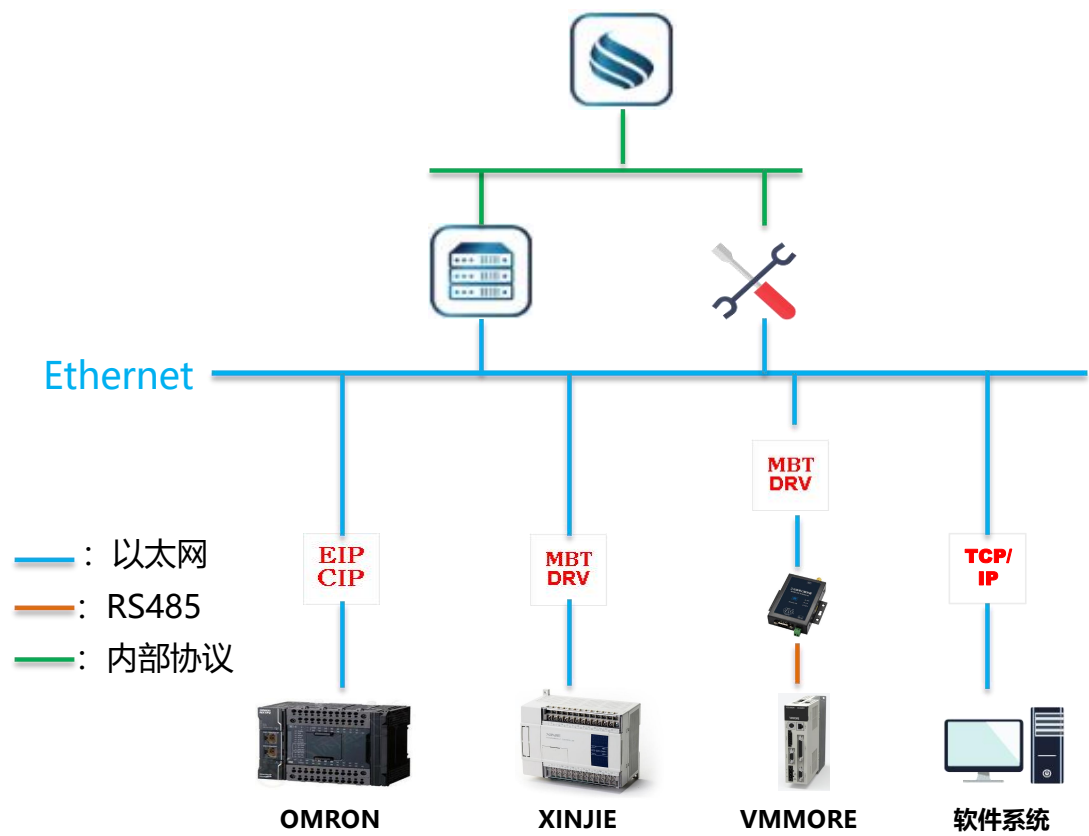 Ethernet
MBT
DRV
EIP
CIP
MBT
DRV
TCP/
IP
：以太网
：RS485
：内部协议
OMRON
XINJIE
VMMORE
软件系统